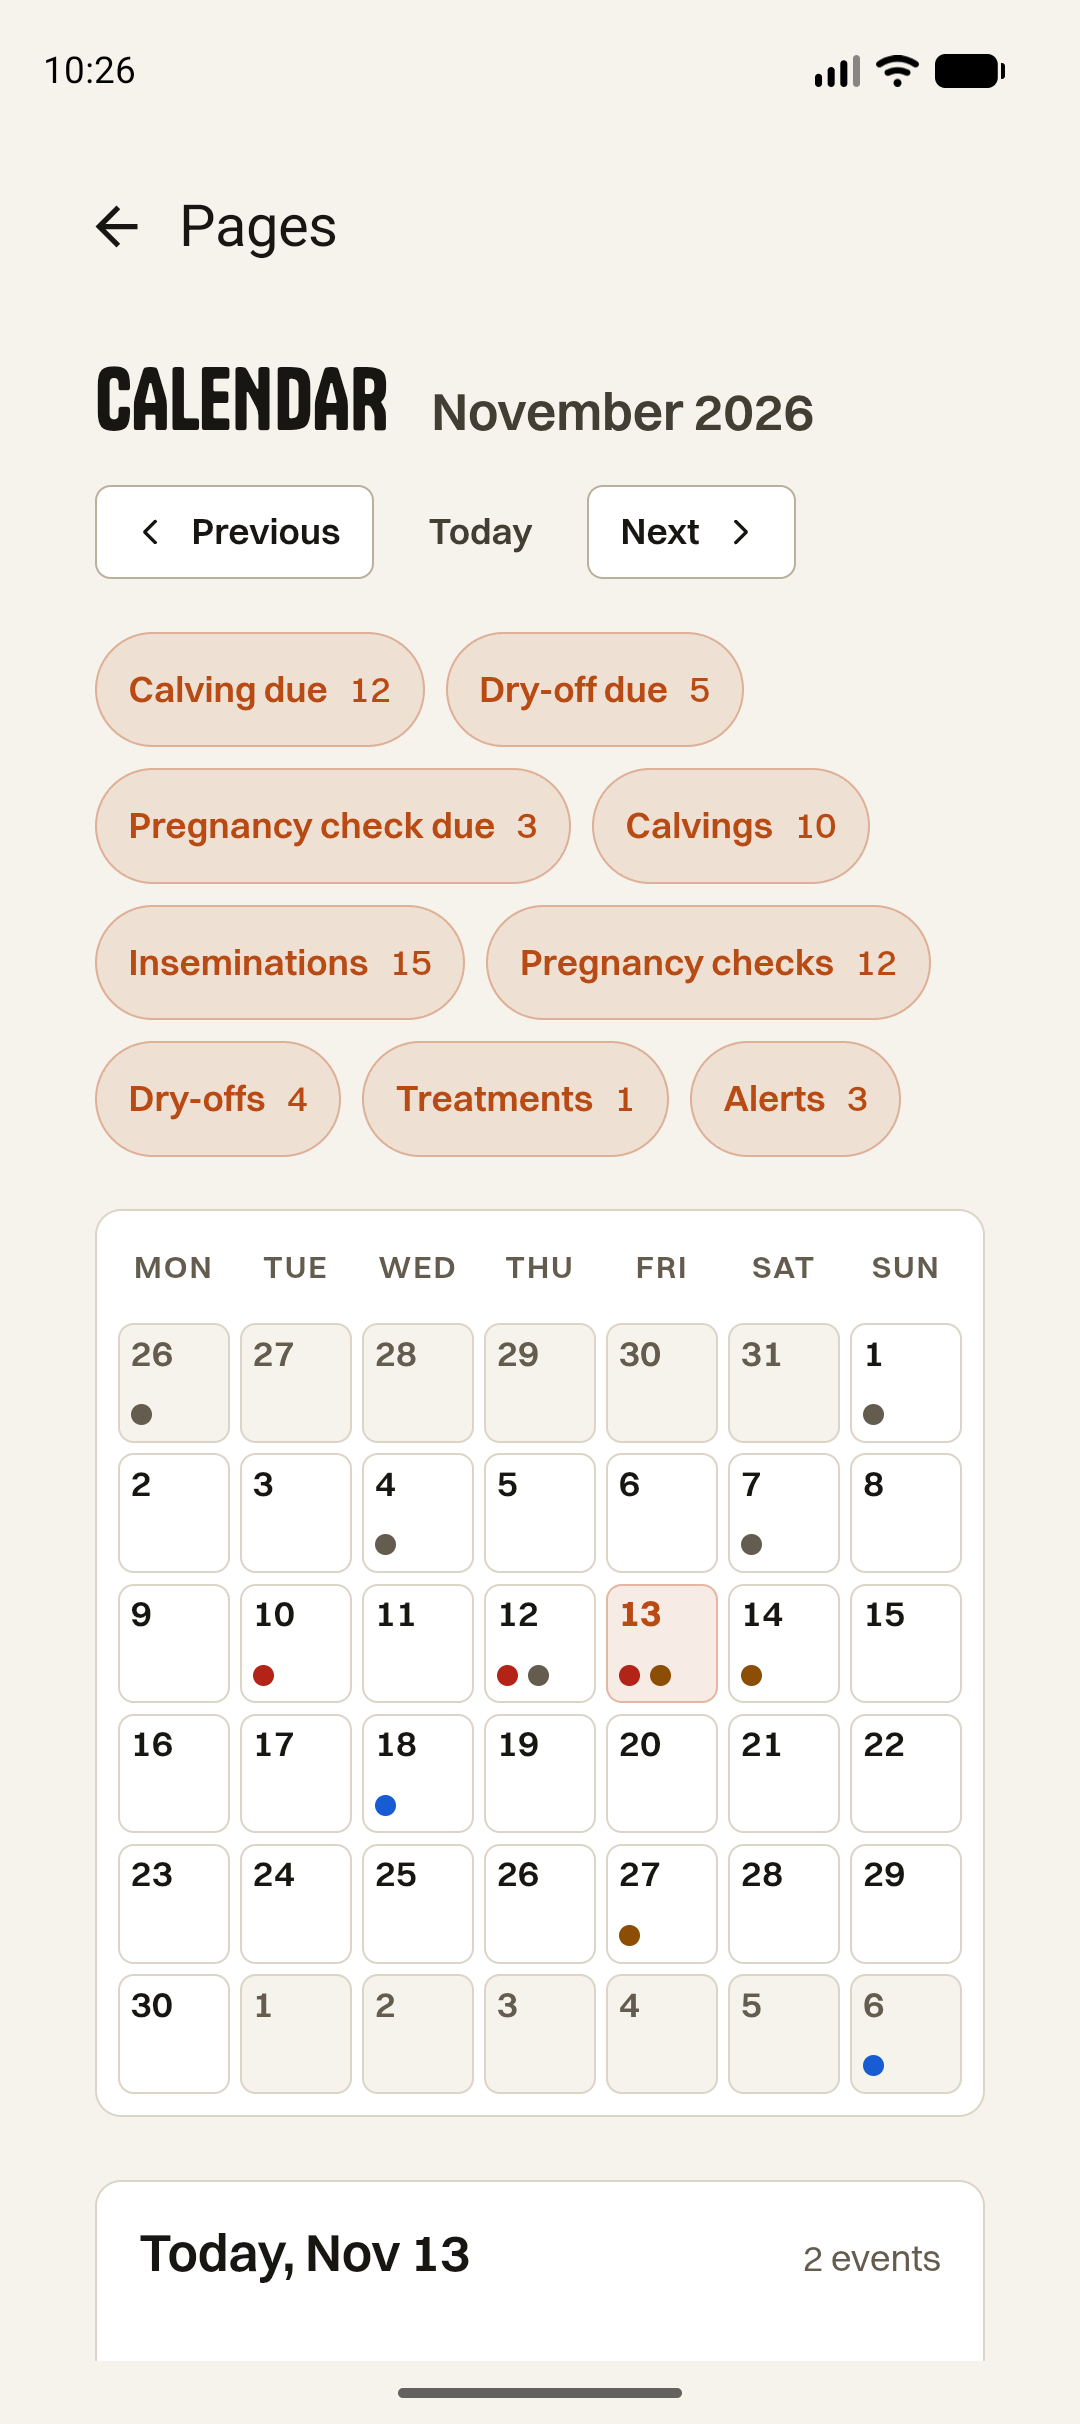 10:26
Pages
CALENDAR November 2026
Previous Today Next
Calving due 12 Dry-off due 5
Pregnancy check due 3 Calvings 10
Inseminations 15 Pregnancy checks 12
Dry-offs 4 Treatments 1 Alerts 3
MON TUE WED THU FRI SAT SUN
26 27 28 29 30 31 1
2 3 4 5 6 7 8
9 10 11 12 13 14 15
16 17 18 19 20 21 22
23 24 25 26 27 28 29
30 1 2 3 4 5 6
Today, Nov 13 2 events